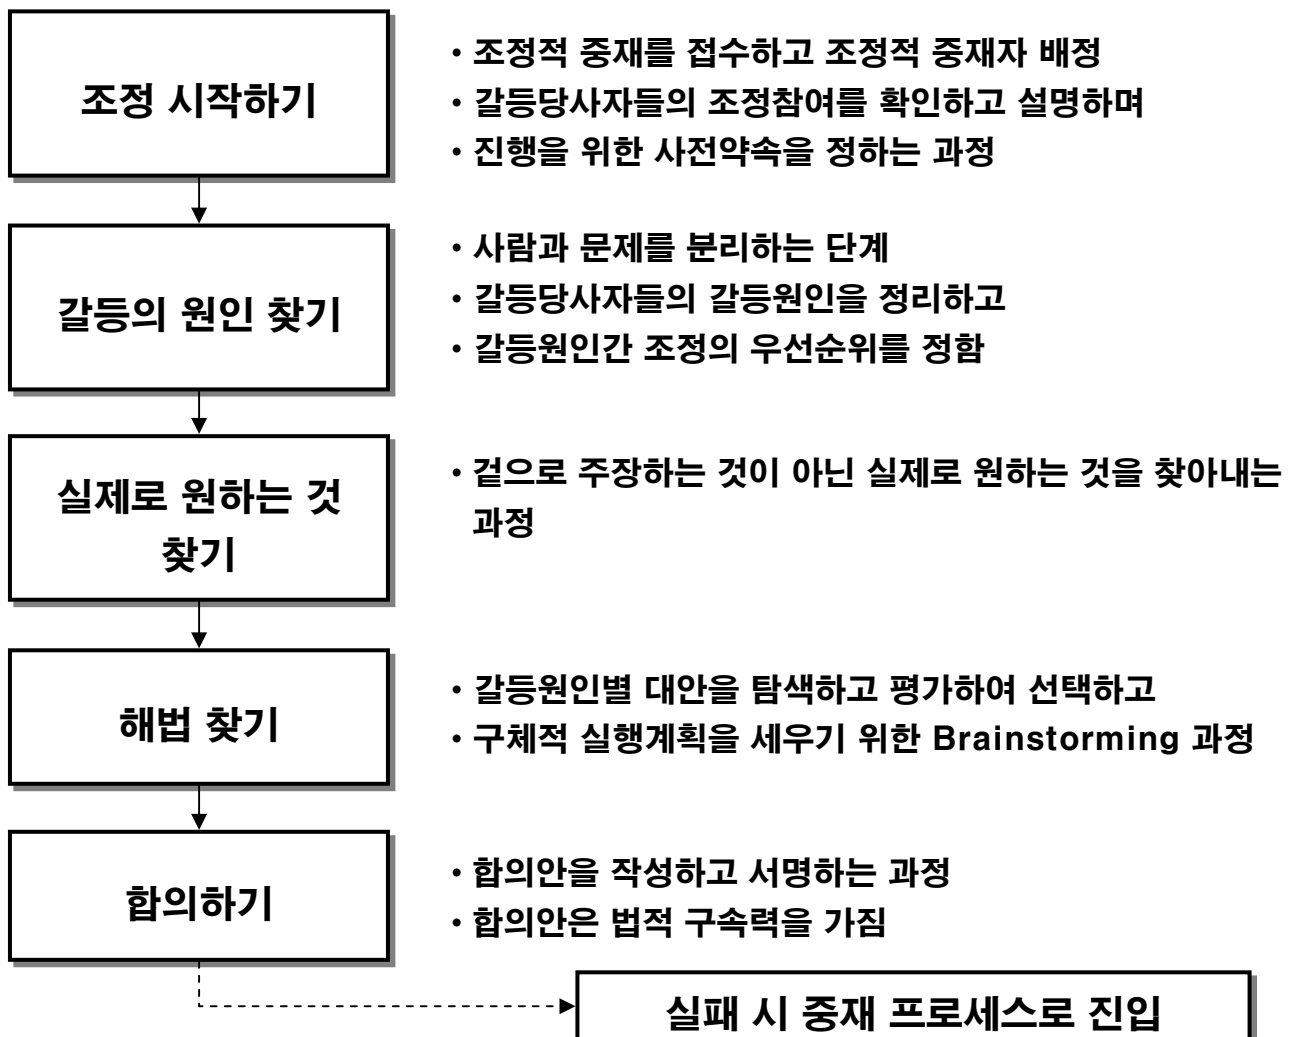 조정 시작하기
· 조정적 중재를 접수하고 조정적 중재자 배정
· 갈등당사자들의 조정참여를 확인하고 설명하며
· 진행을 위한 사전약속을 정하는 과정
갈등의 원인 찾기
· 사람과 문제를 분리하는 단계
· 갈등당사자들의 갈등원인을 정리하고
· 갈등원인간 조정의 우선순위를 정함
실제로 원하는 것
찾기
· 겉으로 주장하는 것이 아닌 실제로 원하는 것을 찾아내는
과정
해법 찾기
· 갈등원인별 대안을 탐색하고 평가하여 선택하고
· 구체적 실행계획을 세우기 위한 Brainstorming 과정
합의하기
· 합의안을 작성하고 서명하는 과정
· 합의안은 법적 구속력을 가짐
실패 시 중재 프로세스로 진입